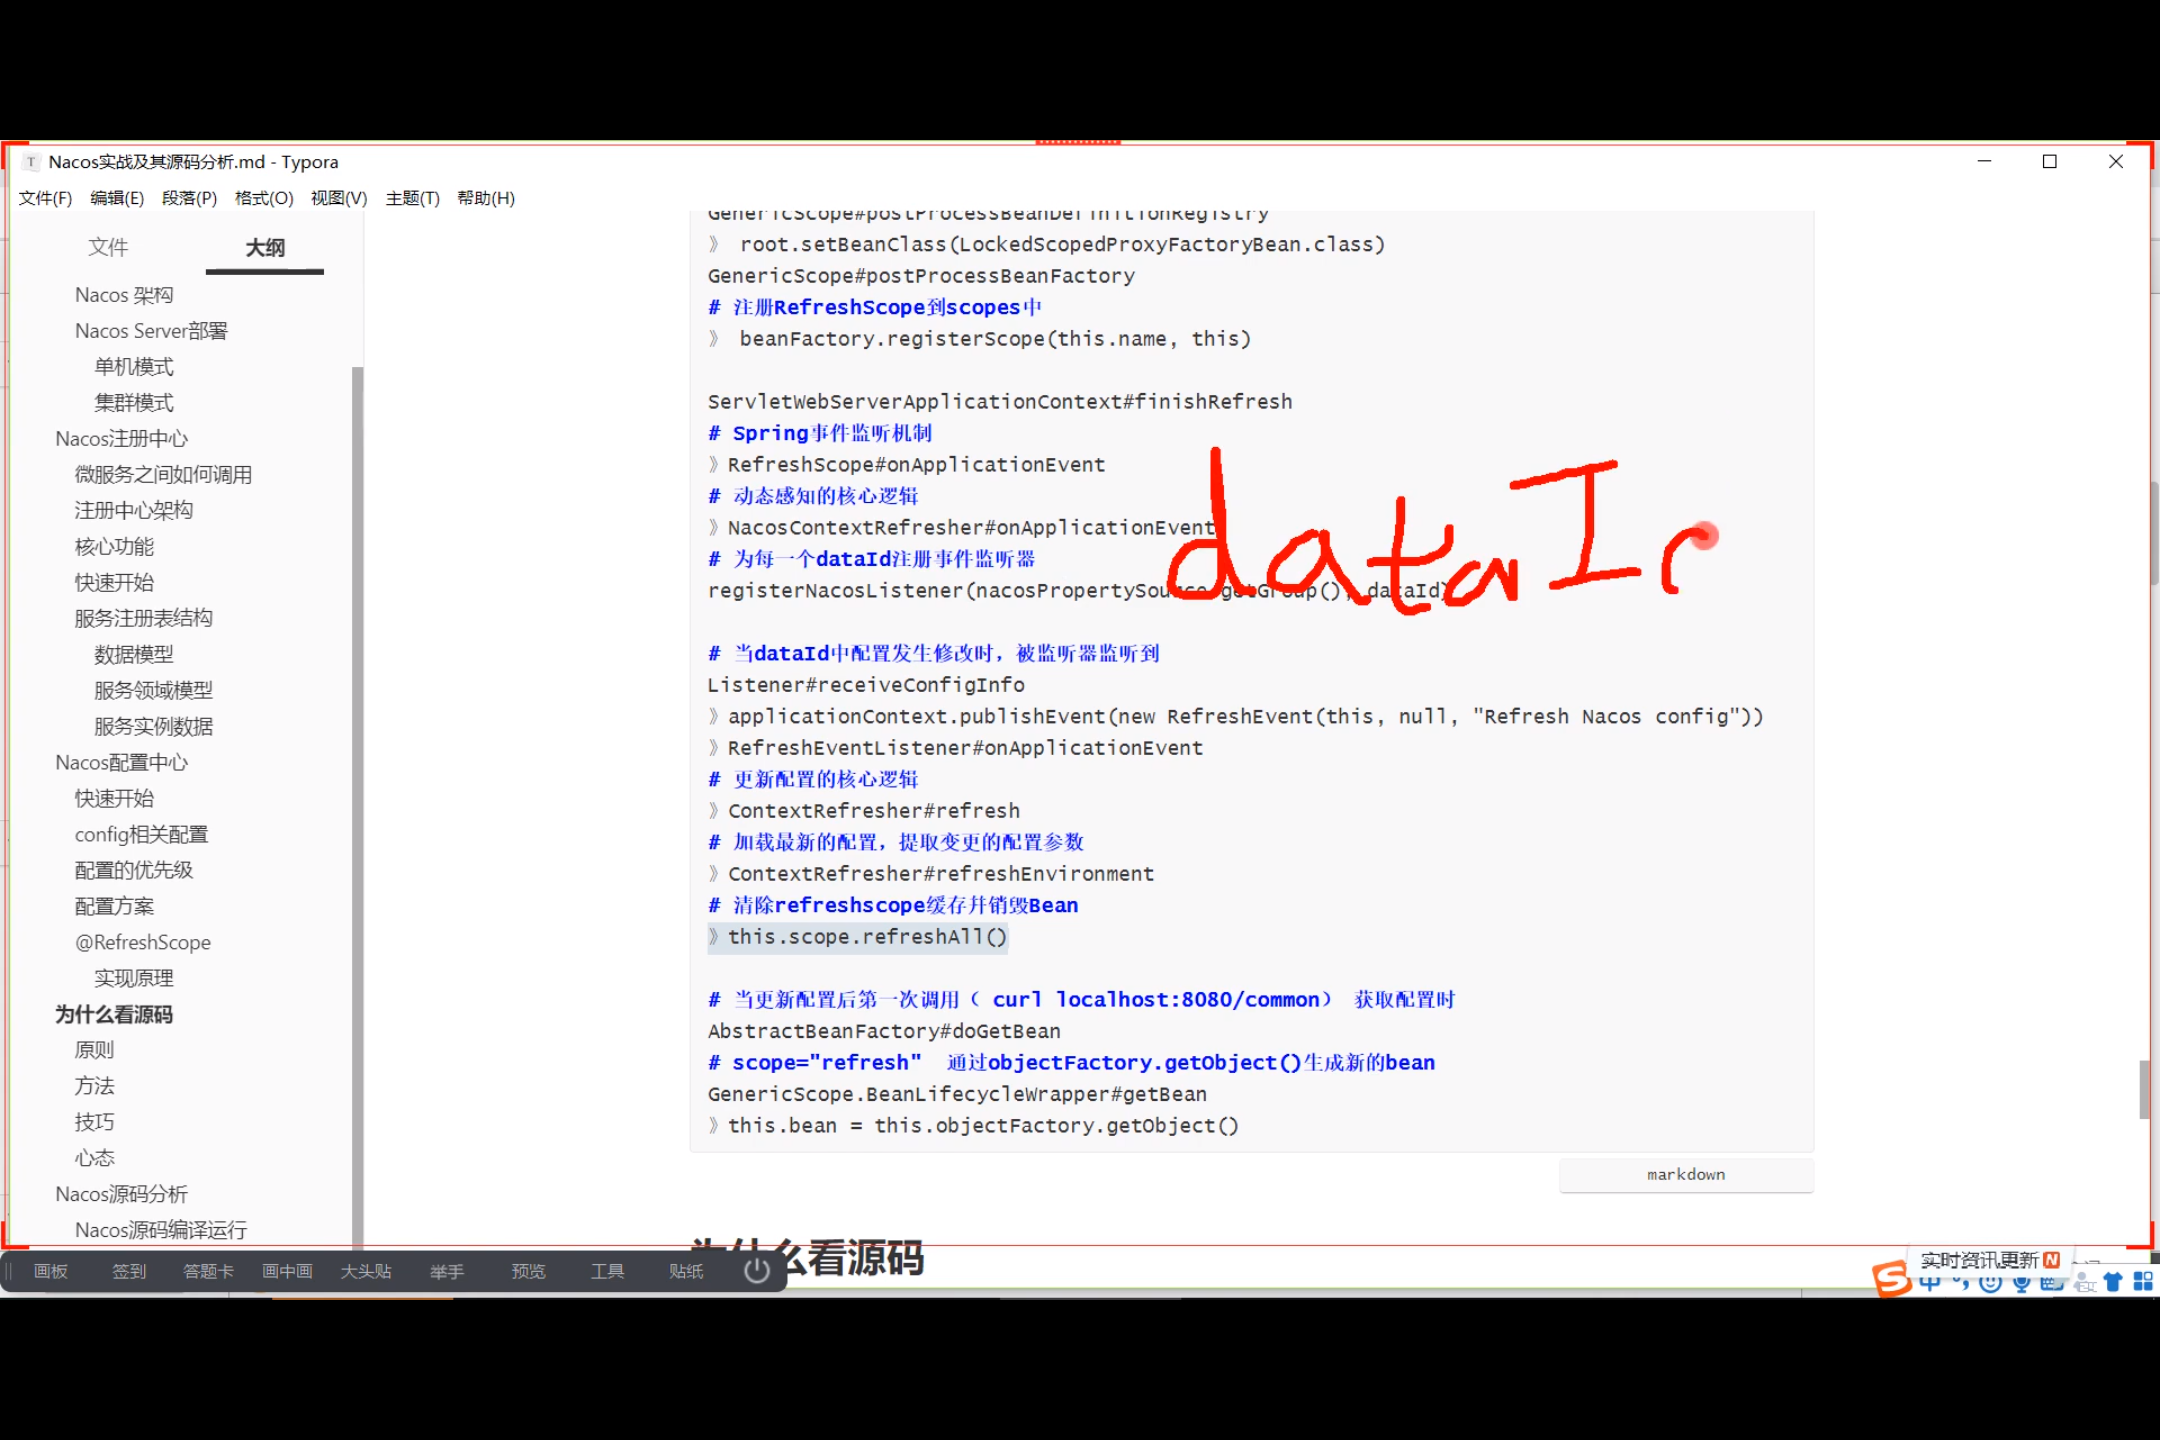 Nacos实战及其源码分析.md - Typora
文件(F) 编辑(E) 段落(P) 格式(O) 视图(V) 主题(T) 帮助(H)
文件 大纲
Nacos 架构
Nacos Server部署
单机模式
集群模式
Nacos注册中心
微服务之间如何调用
注册中心架构
核心功能
快速开始
服务注册表结构
数据模型
服务领域模型
服务实例数据
Nacos配置中心
快速开始
config相关配置
配置的优先级
配置方案
@RefreshScope
实现原理
为什么看源码
原则
方法
技巧
心态
Nacos源码分析
Nacos源码编译运行
GenericScope#postProcessBeanDefinitionRegistry
》 root.setBeanClass(LockedScopedProxyFactoryBean.class)
GenericScope#postProcessBeanFactory
# 注册RefreshScope到scopes中
》 beanFactory.registerScope(this.name, this)
ServletWebServerApplicationContext#finishRefresh
# Spring事件监听机制
》RefreshScope#onApplicationEvent
# 动态感知的核心逻辑
》NacosContextRefresher#onApplicationEvent
# 为每一个dataId注册事件监听器
registerNacosListener(nacosPropertySource.getGroup(), dataId)
dataI
# 当dataId中配置发生修改时，被监听器监听到
Listener#receiveConfigInfo
》applicationContext.publishEvent(new RefreshEvent(this, null, "Refresh Nacos config"))
》RefreshEventListener#onApplicationEvent
# 更新配置的核心逻辑
》ContextRefresher#refresh
# 加载最新的配置，提取变更的配置参数
》ContextRefresher#refreshEnvironment
# 清除refreshscope缓存并销毁Bean
》this.scope.refreshAll()
# 当更新配置后第一次调用（ curl localhost:8080/common） 获取配置时
AbstractBeanFactory#doGetBean
# scope="refresh" 通过objectFactory.getObject()生成新的bean
GenericScope.BeanLifecycleWrapper#getBean
》this.bean = this.objectFactory.getObject()
markdown
为什么看源码
画板 签到 答题卡 画中画 大头贴 举手 预览 工具 贴纸
实时资讯更新
中